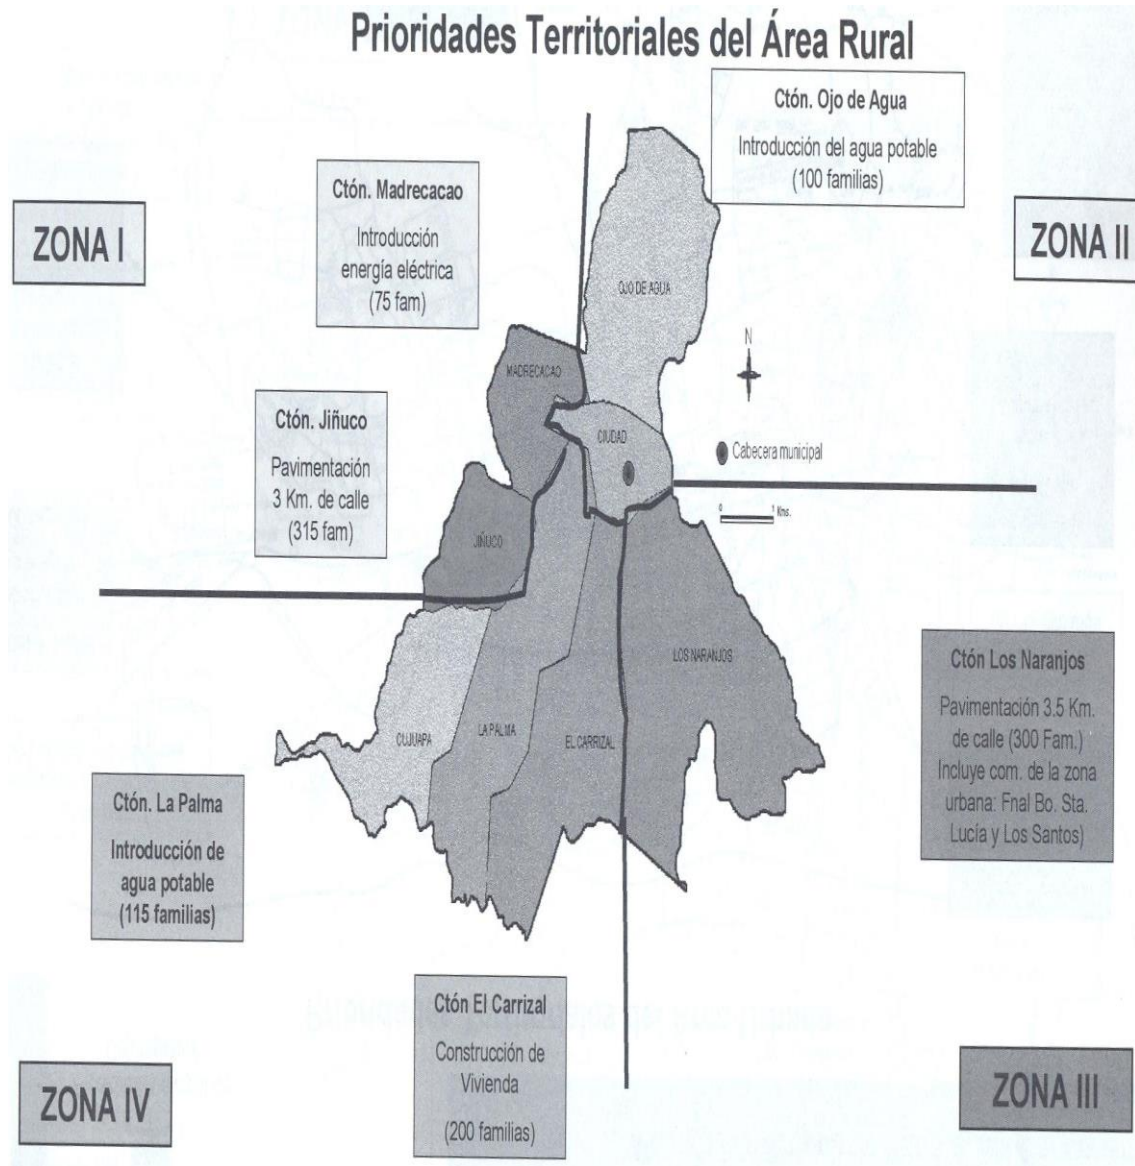 Prioridades Territoriales del Área Rural
Ctón. Ojo de Agua
Introducción del agua potable
(100 familias)
Ctón. Madrecacao
Introducción
energía eléctrica
(75 fam)
ZONA I
ZONA II
OJO DE AGUA
N
MADRECACAO
Ctón. Jiñuco
Pavimentación
3 Km. de calle
(315 fam)
CIUDAD
Cabecera municipal
0 1 Kms.
JIÑUCO
LOS NARANJOS
Ctón Los Naranjos
Pavimentación 3.5 Km.
de calle (300 Fam.)
Incluye com. de la zona
urbana: Fnal Bo. Sta.
Lucía y Los Santos)
CUJUAPA
LA PALMA
EL CARRIZAL
Ctón. La Palma
Introducción de
agua potable
(115 familias)
Ctón El Carrizal
Construcción de
Vivienda
(200 familias)
ZONA IV
ZONA III